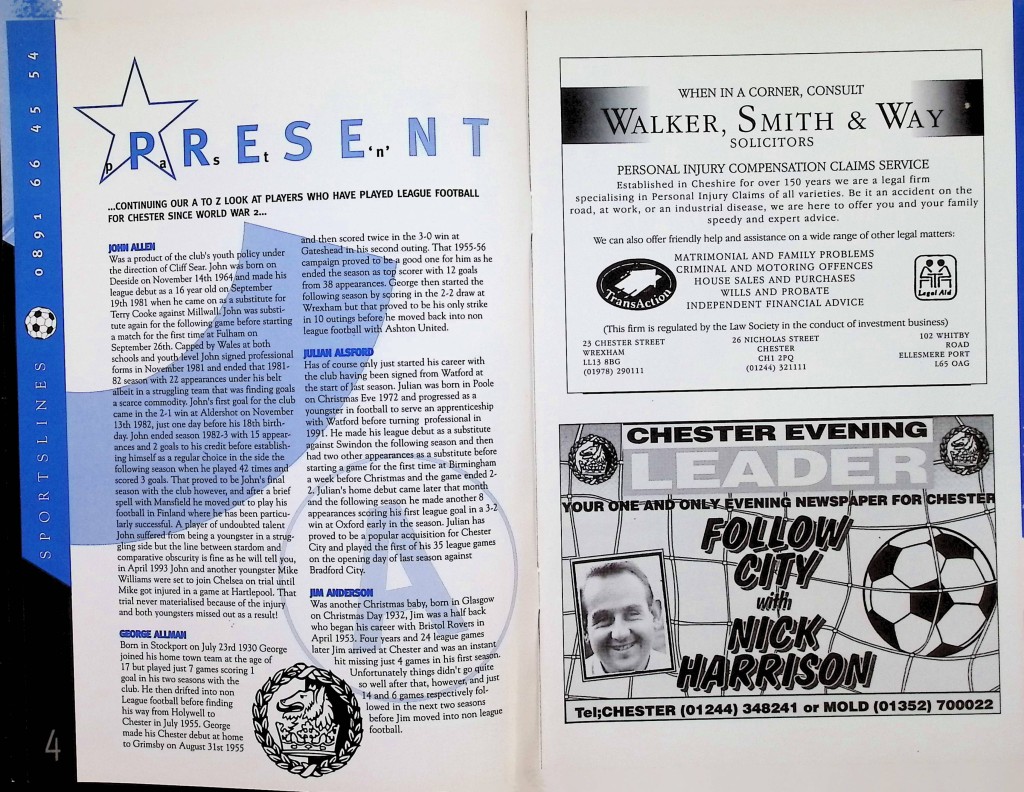 SPORTSLINES 0891 66 45 54
PRESENT
past 'n'
...CONTINUING OUR A TO Z LOOK AT PLAYERS WHO HAVE PLAYED LEAGUE FOOTBALL
FOR CHESTER SINCE WORLD WAR 2...
JOHN ALLEN
Was a product of the club's youth policy under
the direction of Cliff Sear. John was born on
Deeside on November 14th 1964 and made his
league debut as a 16 year old on September
19th 1981 when he came on as a substitute for
Terry Cooke against Millwall. John was substi-
tute again for the following game before starting
a match for the first time at Fulham on
September 26th. Capped by Wales at both
schools and youth level John signed professional
forms in November 1981 and ended that 1981-
82 season with 22 appearances under his belt
albeit in a struggling team that was finding goals
a scarce commodity. John's first goal for the club
came in the 2-1 win at Aldershot on November
13th 1982, just one day before his 18th birth-
day. John ended season 1982-3 with 15 appear-
ances and 2 goals to his credit before establish-
ing himself as a regular choice in the side the
following season when he played 42 times and
scored 3 goals. That proved to be John's final
season with the club however, and after a brief
spell with Mansfield he moved out to play his
football in Finland where he has been particu-
larly successful. A player of undoubted talent
John suffered from being a youngster in a strug-
gling side but the line between stardom and
comparative obscurity is fine as he will tell you,
in April 1993 John and another youngster Mike
Williams were set to join Chelsea on trial until
Mike got injured in a game at Hartlepool. That
trial never materialised because of the injury
and both youngsters missed out as a result!
GEORGE ALLMAN
Born in Stockport on July 23rd 1930 George
joined his home town team at the age of
17 but played just 7 games scoring 1
goal in his two seasons with the
club. He then drifted into non
League football before finding
his way from Holywell to
Chester in July 1955. George
made his Chester debut at home
to Grimsby on August 31st 1955
and then scored twice in the 3-0 win at
Gateshead in his second outing. That 1955-56
campaign proved to be a good one for him as he
ended the season as top scorer with 12 goals
from 38 appearances. George then started the
following season by scoring in the 2-2 draw at
Wrexham but that proved to be his only strike
in 10 outings before he moved back into non
league football with Ashton United.
JULIAN ALSFORD
Has of course only just started his career with
the club having been signed from Watford at
the start of last season. Julian was born in Poole
on Christmas Eve 1972 and progressed as a
youngster in football to serve an apprenticeship
with Watford before turning professional in
1991. He made his league debut as a substitute
against Swindon the following season and then
had two other appearances as a substitute before
starting a game for the first time at Birmingham
a week before Christmas and the game ended 2-
2. Julian's home debut came later that month
and the following season he made another 8
appearances scoring his first league goal in a 3-2
win at Oxford early in the season. Julian has
proved to be a popular acquisition for Chester
City and played the first of his 35 league games
on the opening day of last season against
Bradford City.
JIM ANDERSON
Was another Christmas baby, born in Glasgow
on Christmas Day 1932, Jim was a half back
who began his career with Bristol Rovers in
April 1953. Four years and 24 league games
later Jim arrived at Chester and was an instant
hit missing just 4 games in his first season.
Unfortunately things didn't go quite
so well after that, however, and just
14 and 6 games respectively fol-
lowed in the next two seasons
before Jim moved into non league
football.
A
4
WHEN IN A CORNER, CONSULT
WALKER, SMITH & WAY
SOLICITORS
PERSONAL INJURY COMPENSATION CLAIMS SERVICE
Established in Cheshire for over 150 years we are a legal firm
specialising in Personal Injury Claims of all varieties. Be it an accident on the
road, at work, or an industrial disease, we are here to offer you and your family
speedy and expert advice.
We can also offer friendly help and assistance on a wide range of other legal matters:
MATRIMONIAL AND FAMILY PROBLEMS
CRIMINAL AND MOTORING OFFENCES
HOUSE SALES AND PURCHASES
WILLS AND PROBATE
INDEPENDENT FINANCIAL ADVICE
TransAction
Legal Aid
(This firm is regulated by the Law Society in the conduct of investment business)
23 CHESTER STREET
WREXHAM
LL13 8BG
(01978) 290111
26 NICHOLAS STREET
CHESTER
CH1 2PQ
(01244) 321111
102 WHITBY
ROAD
ELLESMERE PORT
L65 OAG
CHESTER EVENING
LEADER
YOUR ONE AND ONLY EVENING NEWSPAPER FOR CHESTER
FOLLOW
CITY
with
NICK
HARRISON
Tel;CHESTER (01244) 348241 or MOLD (01352) 700022